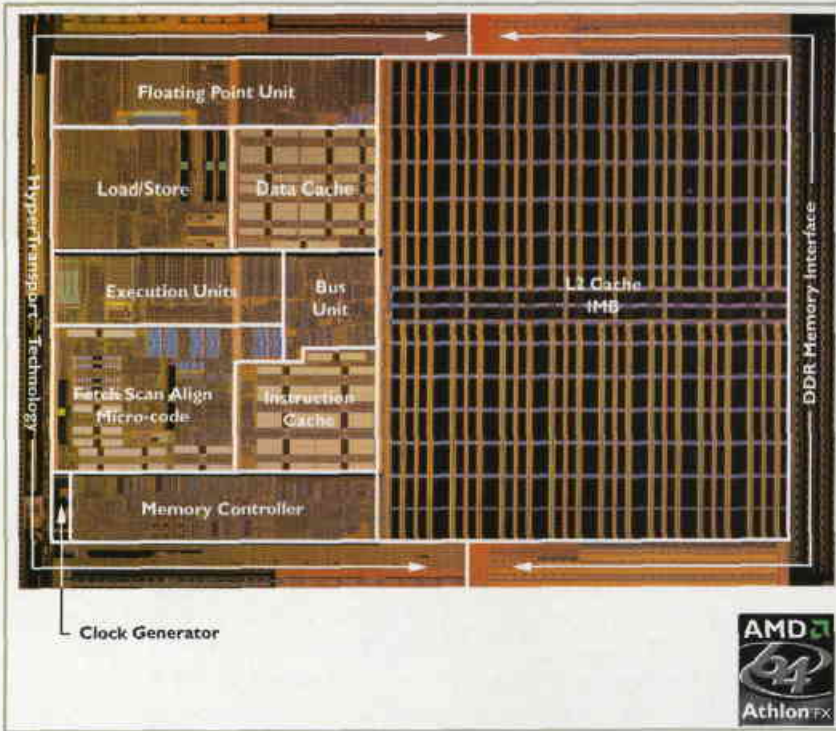 Floating Point Unit
Load/Store
Data Cache
HyperTransport™ Technology
Execution Units
Bus
Unit
L2 Cache
1MB
DDR Memory Interface
Fetch Scan Align
Micro-code
Instruction
Cache
Memory Controller
Clock Generator
AMD
64
Athlon FX